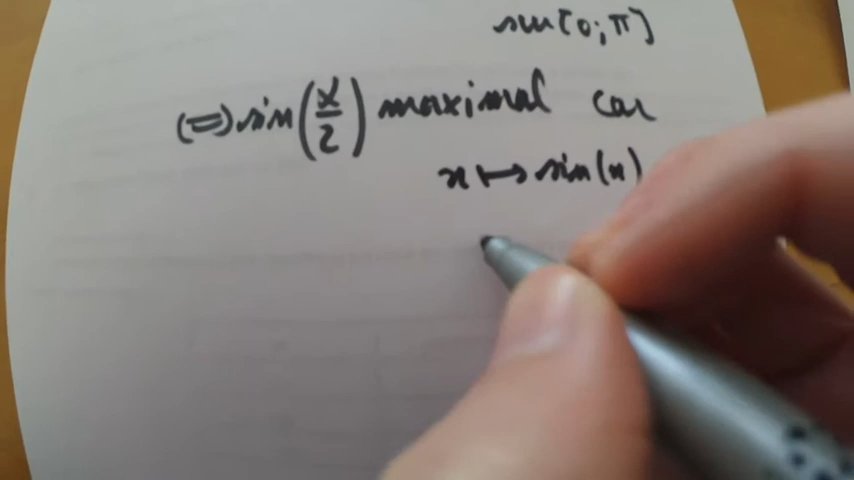 sur [0; π]
(=) sin(x/2) maximal car
x ↦ sin(x)